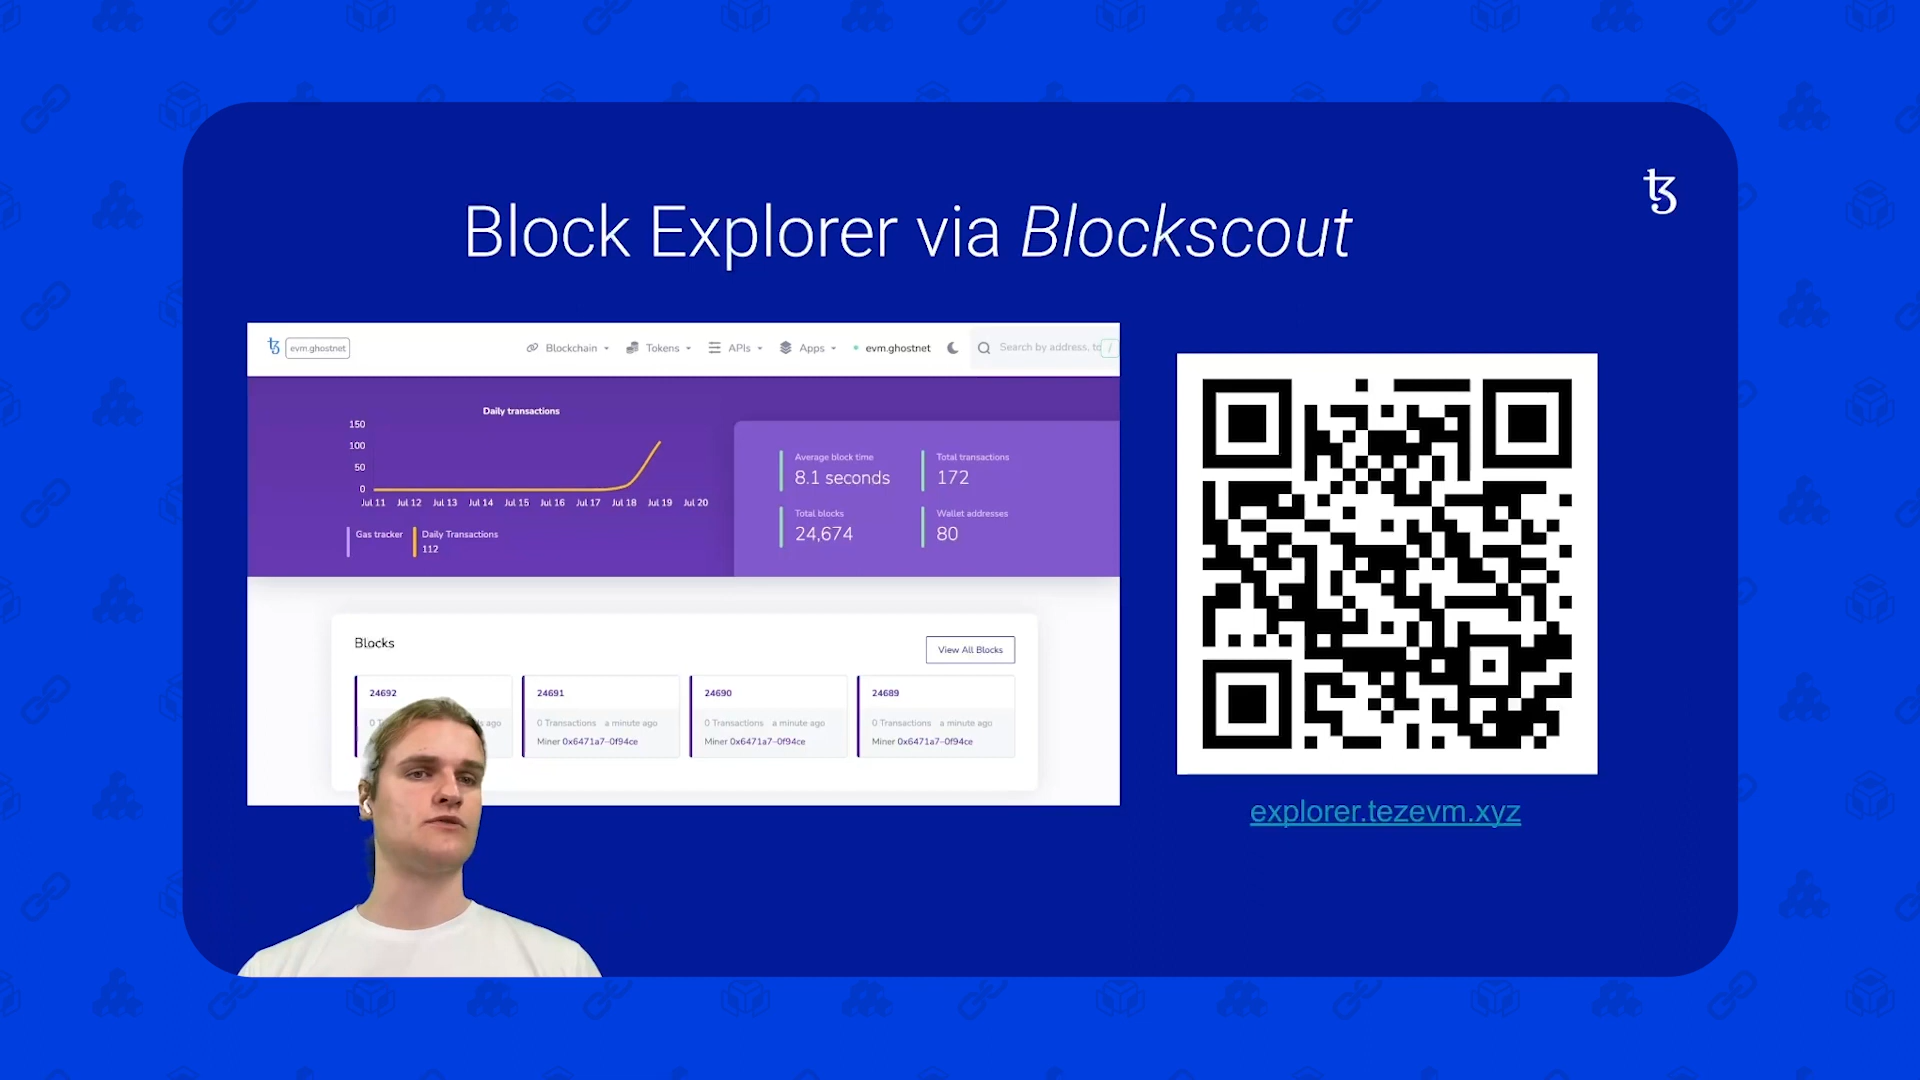 Block Explorer via Blockscout
evm.ghostnet
Blockchain
Tokens
APIs
Apps
evm.ghostnet
Search by address, to
/
Daily transactions
150
100
50
0
Jul 11 Jul 12 Jul 13 Jul 14 Jul 15 Jul 16 Jul 17 Jul 18 Jul 19 Jul 20
Gas tracker
Daily Transactions
112
Average block time
8.1 seconds
Total transactions
172
Total blocks
24,674
Wallet addresses
80
Blocks
View All Blocks
24692
0
ago
24691
0 Transactions a minute ago
Miner 0x6471a7–0f94ce
24690
0 Transactions a minute ago
Miner 0x6471a7–0f94ce
24689
0 Transactions a minute ago
Miner 0x6471a7–0f94ce
explorer.tezevm.xyz